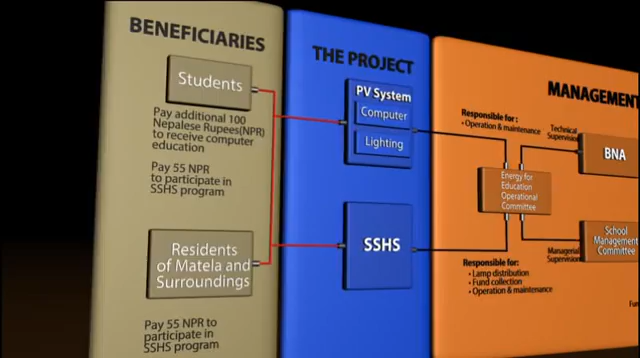 BENEFICIARIES
Students
Pay additional 100
Nepalese Rupees(NPR)
to receive computer
education
Pay 55 NPR
to participate in
SSHS program
Residents
of Matela and
Surroundings
Pay 55 NPR to
participate in
SSHS program
THE PROJECT
PV System
Computer
Lighting
SSHS
MANAGEMENT
Responsible for :
• Operation & maintenance
Technical
Supervision
BNA
Energy for
Education
Operational
Committee
School
Management
Committee
Managerial
Supervision
Responsible for :
• Lamp distribution
• Fund collection
• Operation & maintenance